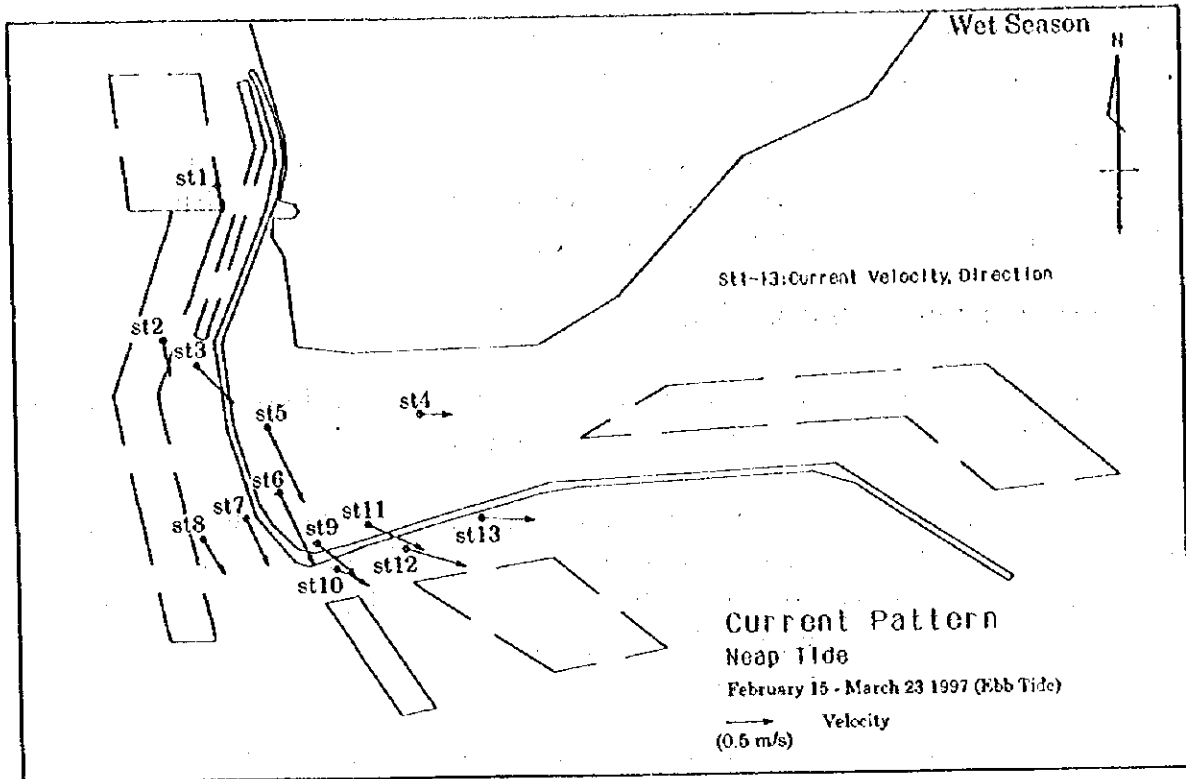 Wet Season
N
st1
St1~13:Current Velocity, Direction
st2
st3
st4
st5
st6
st7
st8
st9
st10
st11
st12
st13
Current Pattern
Neap Tide
February 15 - March 23 1997 (Ebb Tide)
Velocity
(0.5 m/s)